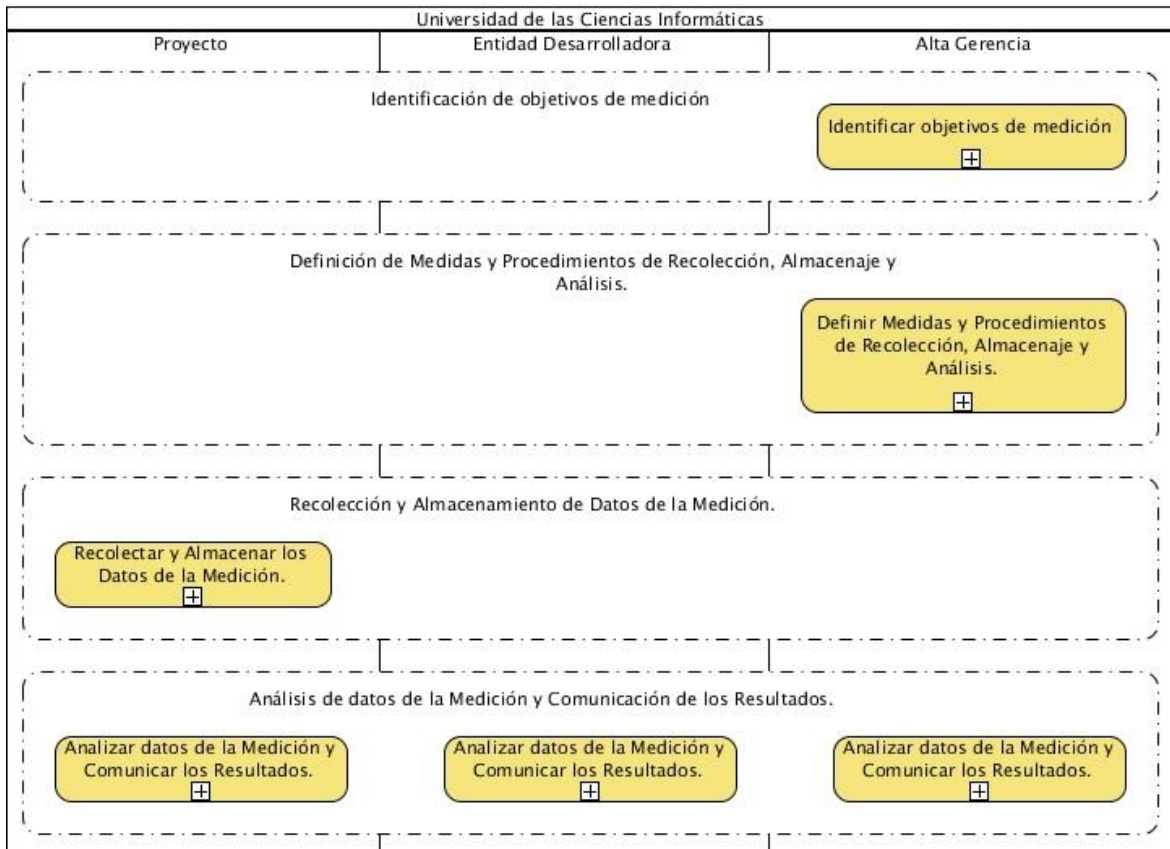 Universidad de las Ciencias Informáticas
Proyecto
Entidad Desarrolladora
Alta Gerencia
Identificación de objetivos de medición
Identificar objetivos de medición
Definición de Medidas y Procedimientos de Recolección, Almacenaje y
Análisis.
Definir Medidas y Procedimientos
de Recolección, Almacenaje y
Análisis.
Recolección y Almacenamiento de Datos de la Medición.
Recolectar y Almacenar los
Datos de la Medición.
Análisis de datos de la Medición y Comunicación de los Resultados.
Analizar datos de la Medición y
Comunicar los Resultados.
Analizar datos de la Medición y
Comunicar los Resultados.
Analizar datos de la Medición y
Comunicar los Resultados.